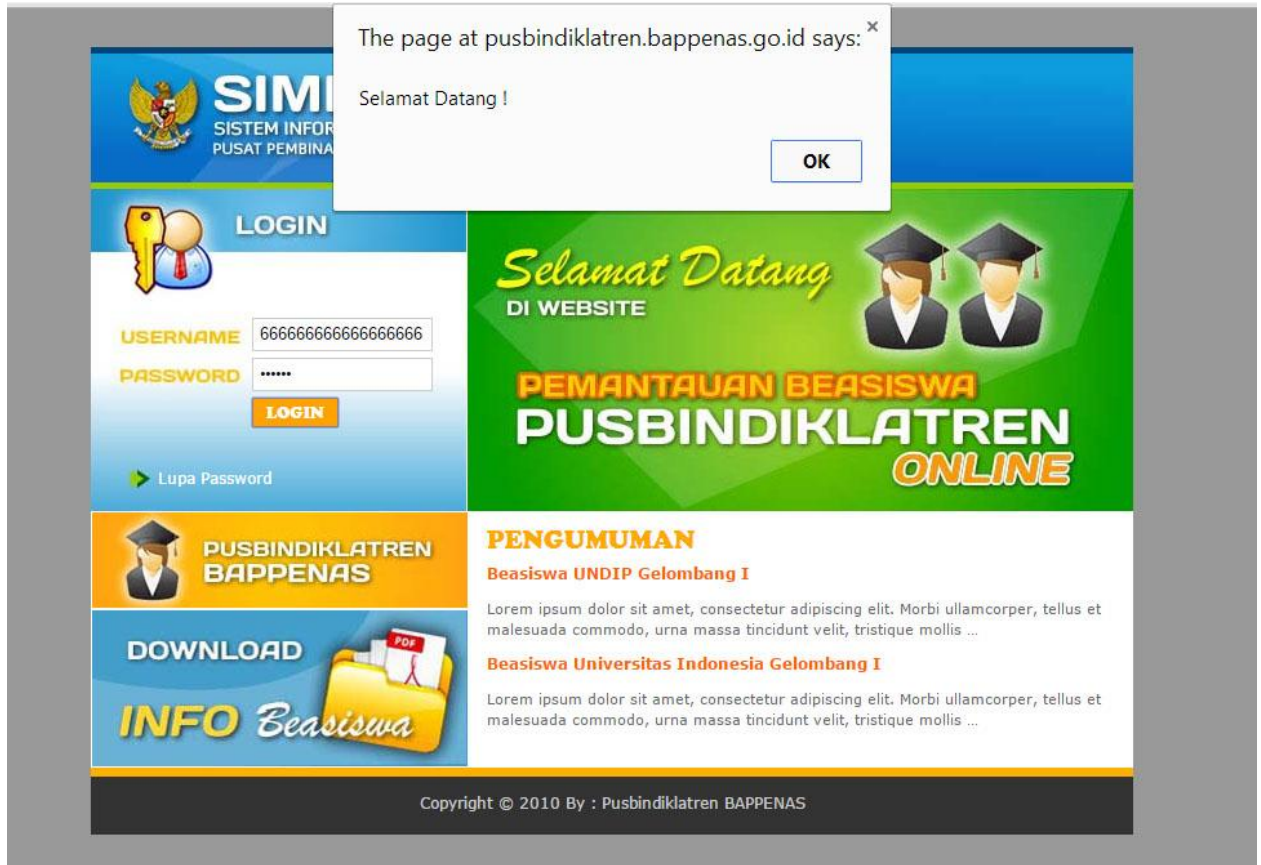 The page at pusbindiklatren.bappenas.go.id says:
×
Selamat Datang !
OK
SIM
SISTEM INFOR
PUSAT PEMBINA
LOGIN
USERNAME 666666666666666666
PASSWORD ••••••
LOGIN
Lupa Password
Selamat Datang
DI WEBSITE
PEMANTAUAN BEASISWA
PUSBINDIKLATREN
ONLINE
PUSBINDIKLATREN
BAPPENAS
DOWNLOAD
PDF
INFO Beasiswa
PENGUMUMAN
Beasiswa UNDIP Gelombang I
Lorem ipsum dolor sit amet, consectetur adipiscing elit. Morbi ullamcorper, tellus et
malesuada commodo, urna massa tincidunt velit, tristique mollis ...
Beasiswa Universitas Indonesia Gelombang I
Lorem ipsum dolor sit amet, consectetur adipiscing elit. Morbi ullamcorper, tellus et
malesuada commodo, urna massa tincidunt velit, tristique mollis ...
Copyright © 2010 By : Pusbindiklatren BAPPENAS